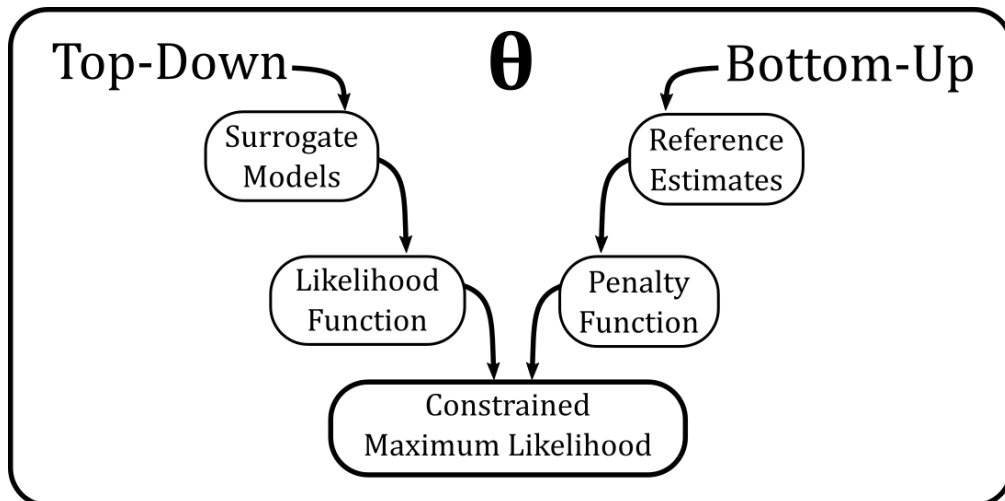 Top-Down
θ
Bottom-Up
Surrogate
Models
Reference
Estimates
Likelihood
Function
Penalty
Function
Constrained
Maximum Likelihood